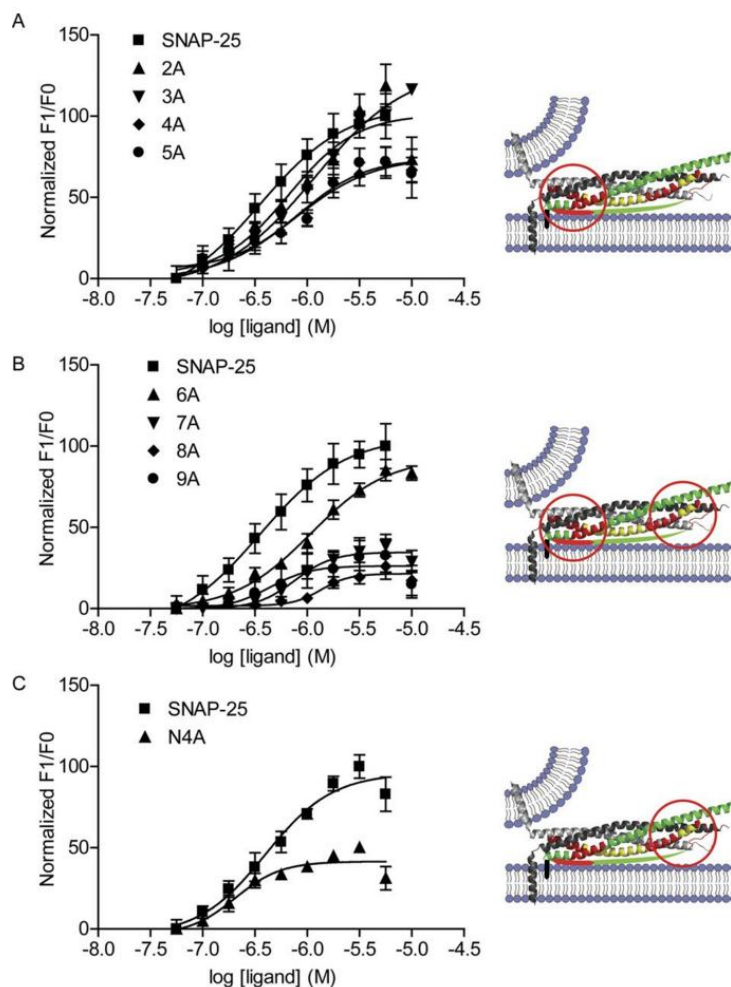 A
150
100
50
0
Normalized F1/F0
SNAP-25
2A
3A
4A
5A
-8.0 -7.5 -7.0 -6.5 -6.0 -5.5 -5.0 -4.5
log [ligand] (M)
B
150
100
50
0
Normalized F1/F0
SNAP-25
6A
7A
8A
9A
-8.0 -7.5 -7.0 -6.5 -6.0 -5.5 -5.0 -4.5
log [ligand] (M)
C
150
100
50
0
Normalized F1/F0
SNAP-25
N4A
-8.0 -7.5 -7.0 -6.5 -6.0 -5.5 -5.0 -4.5
log [ligand] (M)